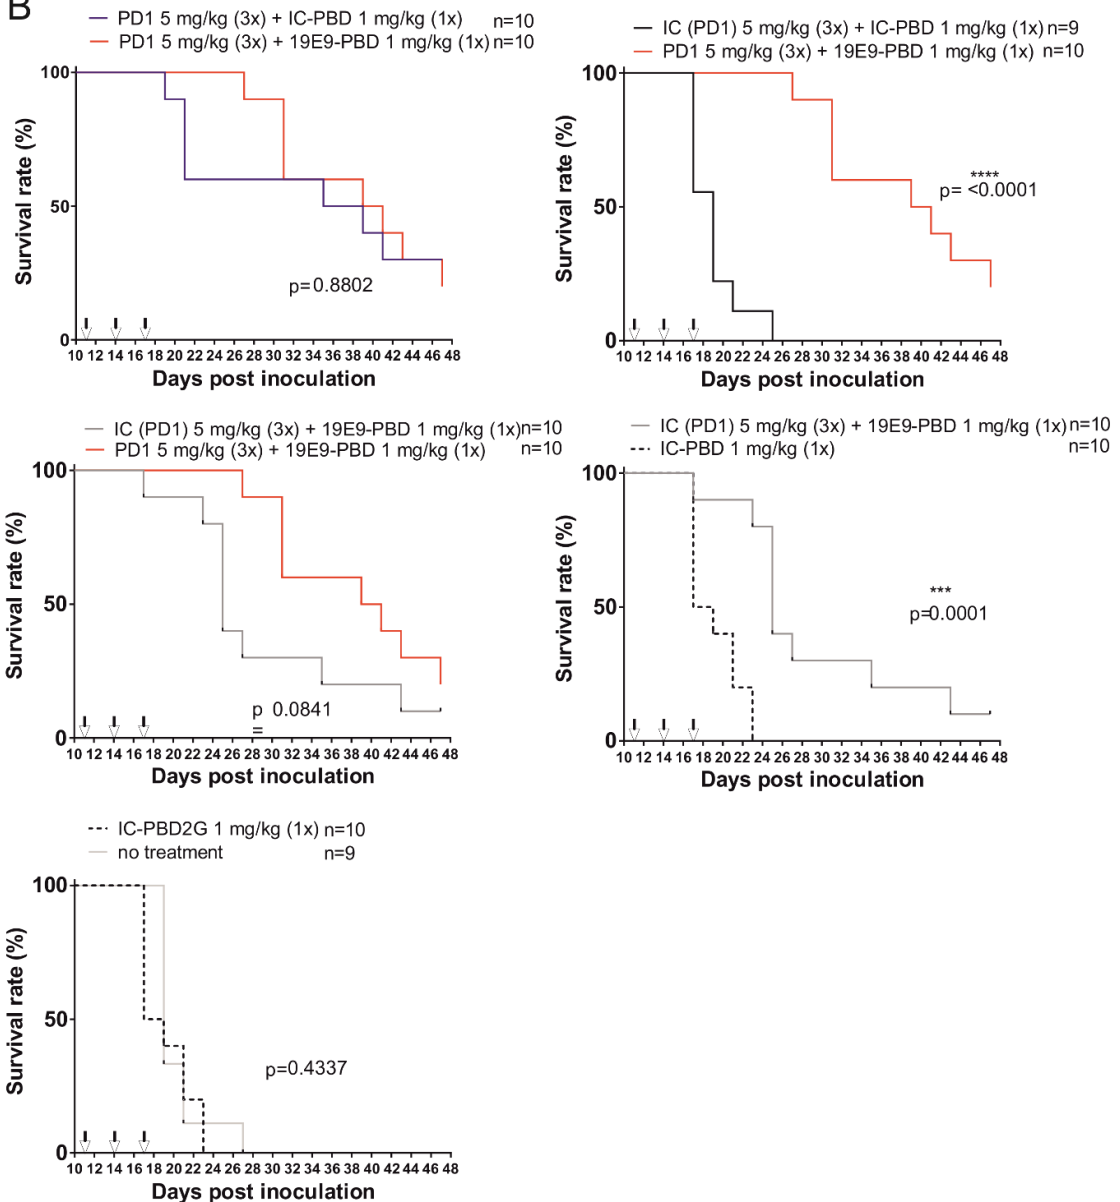 B
PD1 5 mg/kg (3x) + IC-PBD 1 mg/kg (1x) n=10
PD1 5 mg/kg (3x) + 19E9-PBD 1 mg/kg (1x) n=10
Survival rate (%)
100
50
0
p=0.8802
10 12 14 16 18 20 22 24 26 28 30 32 34 36 38 40 42 44 46 48
Days post inoculation
IC (PD1) 5 mg/kg (3x) + IC-PBD 1 mg/kg (1x) n=9
PD1 5 mg/kg (3x) + 19E9-PBD 1 mg/kg (1x) n=10
Survival rate (%)
100
50
0
****
p= <0.0001
10 12 14 16 18 20 22 24 26 28 30 32 34 36 38 40 42 44 46 48
Days post inoculation
IC (PD1) 5 mg/kg (3x) + 19E9-PBD 1 mg/kg (1x) n=10
PD1 5 mg/kg (3x) + 19E9-PBD 1 mg/kg (1x) n=10
Survival rate (%)
100
50
0
p 0.0841
=
10 12 14 16 18 20 22 24 26 28 30 32 34 36 38 40 42 44 46 48
Days post inoculation
IC (PD1) 5 mg/kg (3x) + 19E9-PBD 1 mg/kg (1x) n=10
IC-PBD 1 mg/kg (1x) n=10
Survival rate (%)
100
50
0
***
p=0.0001
10 12 14 16 18 20 22 24 26 28 30 32 34 36 38 40 42 44 46 48
Days post inoculation
IC-PBD2G 1 mg/kg (1x) n=10
no treatment n=9
Survival rate (%)
100
50
0
p=0.4337
10 12 14 16 18 20 22 24 26 28 30 32 34 36 38 40 42 44 46 48
Days post inoculation